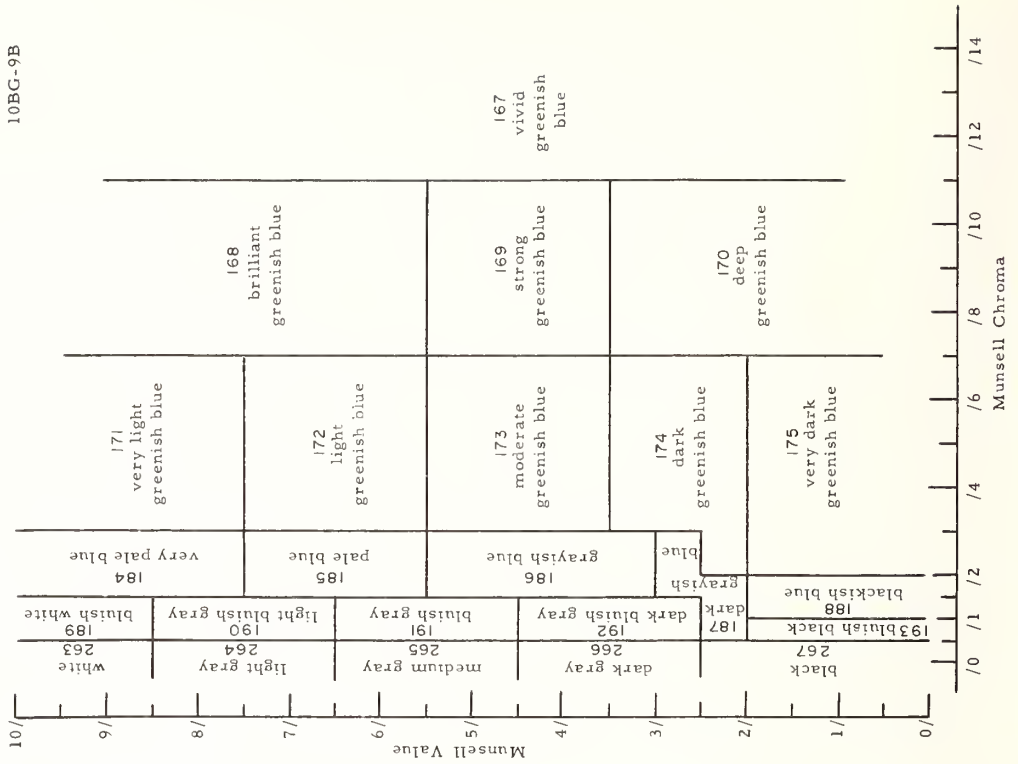 10BG-9B
167
vivid
greenish
blue
168
brilliant
greenish blue
169
strong
greenish blue
170
deep
greenish blue
171
very light
greenish blue
172
light
greenish blue
173
moderate
greenish blue
174
dark
greenish blue
175
very dark
greenish blue
184
very pale blue
185
pale blue
186
grayish blue
187
dark
grayish
blue
188
blackish blue
189
bluish white
190
light bluish gray
191
bluish gray
192
dark bluish gray
193 bluish black
263
white
264
light gray
265
medium gray
266
dark gray
267
black
10/
9/
8/
7/
6/
5/
4/
3/
2/
1/
0/
Munsell Value
/0 /1 /2 /4 /6 /8 /10 /12 /14
Munsell Chroma